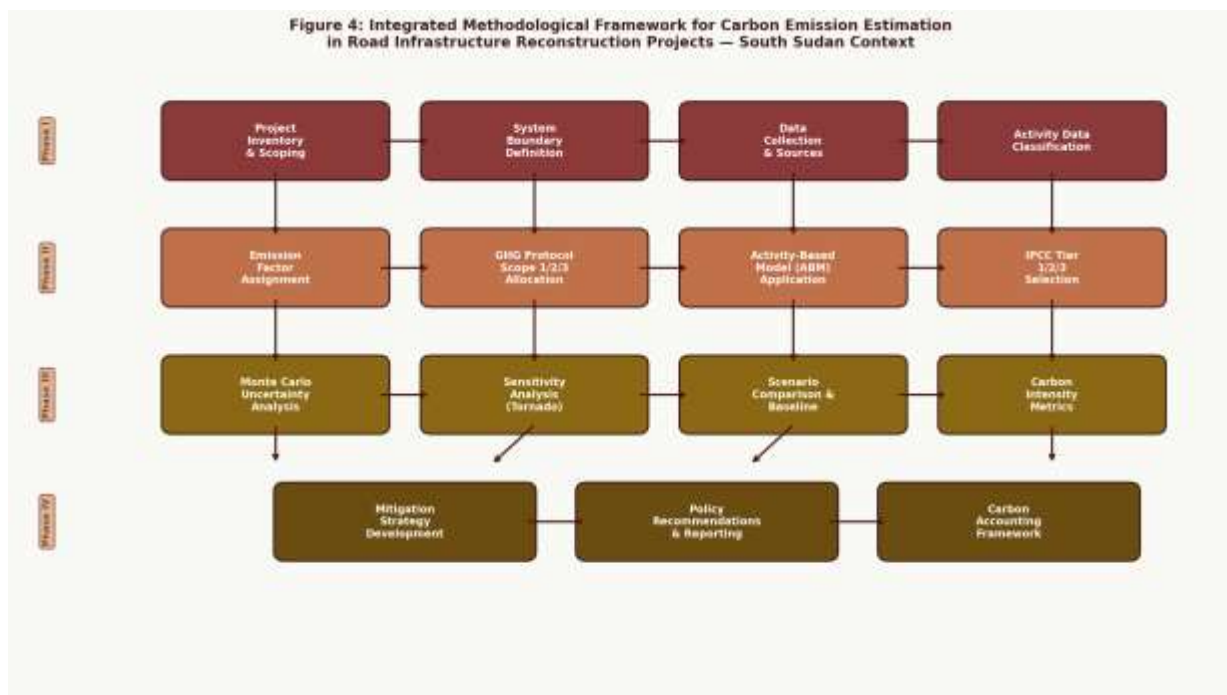 Figure 4: Integrated Methodological Framework for Carbon Emission Estimation
in Road Infrastructure Reconstruction Projects — South Sudan Context
Phase I
Project
Inventory
& Scoping
System
Boundary
Definition
Data
Collection
& Sources
Activity Data
Classification
Phase II
Emission
Factor
Assignment
GHG Protocol
Scope 1/2/3
Allocation
Activity-Based
Model (ABM)
Application
IPCC Tier
1/2/3
Selection
Phase III
Monte Carlo
Uncertainty
Analysis
Sensitivity
Analysis
(Tornado)
Scenario
Comparison &
Baseline
Carbon
Intensity
Metrics
Phase IV
Mitigation
Strategy
Development
Policy
Recommendations
& Reporting
Carbon
Accounting
Framework